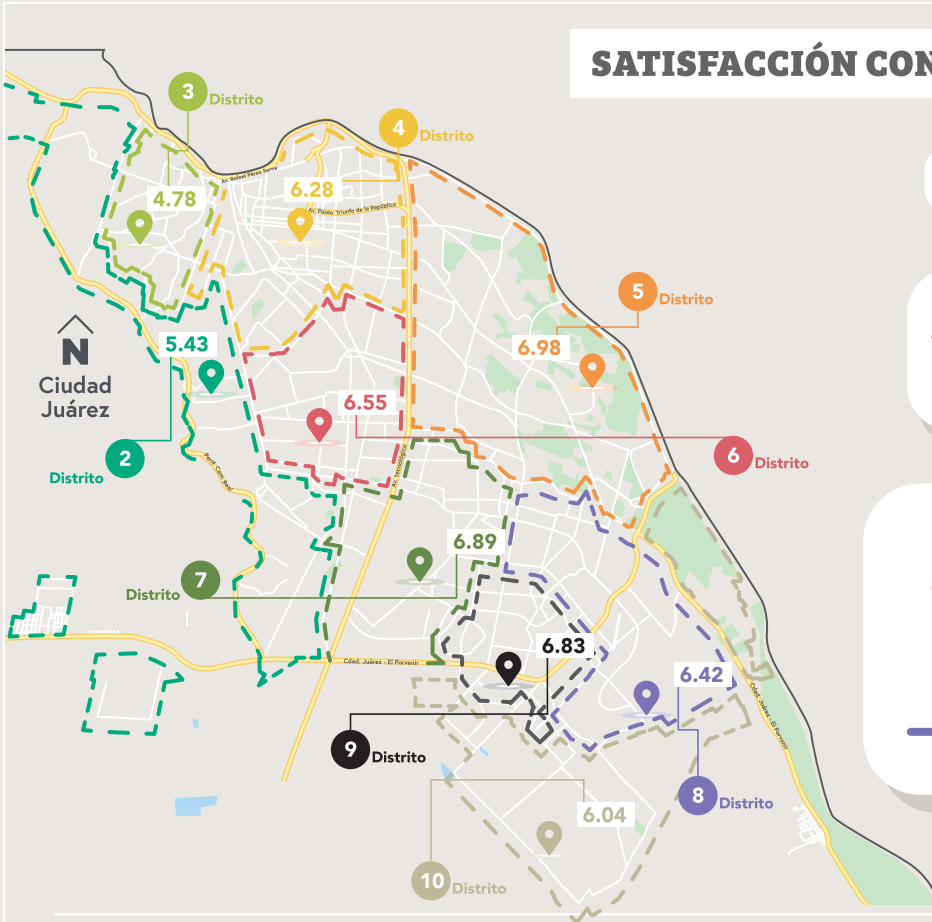 SATISFACCIÓN CON
3
Distrito
4
Distrito
Av. Rafael Pérez Serna
4.78
6.28
Av. Paseo Triunfo de la República
5
Distrito
N
Ciudad
Juárez
5.43
6.98
6.55
2
Distrito
6
Distrito
Perif. Cam. Real
Av. tecnológico
6.89
7
Distrito
6.83
Cdad. Juárez - El Porvenir
6.42
Cdad. Juárez - El Porvenir
9
Distrito
8
Distrito
6.04
10
Distrito